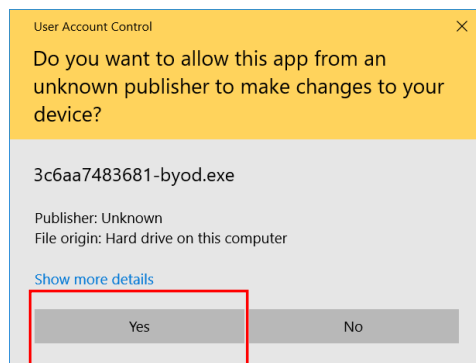 User Account Control
Do you want to allow this app from an
unknown publisher to make changes to your
device?
3c6aa7483681-byod.exe
Publisher: Unknown
File origin: Hard drive on this computer
Show more details
Yes No